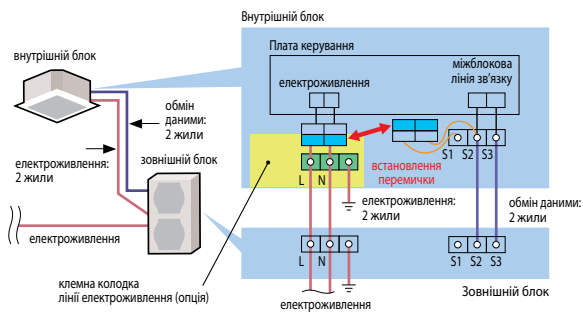 Внутрішній блок
Плата керування
внутрішній блок
електроживлення
міжблокова
лінія зв'язку
обмін
даними:
2 жили
електроживлення:
2 жили
зовнішній блок
S1 S2 S3
встановлення
перемички
L N
електроживлення:
2 жили
обмін даними:
2 жили
електроживлення
L N
S1 S2 S3
клемна колодка
лінії електроживлення (опція)
електроживлення
Зовнішній блок